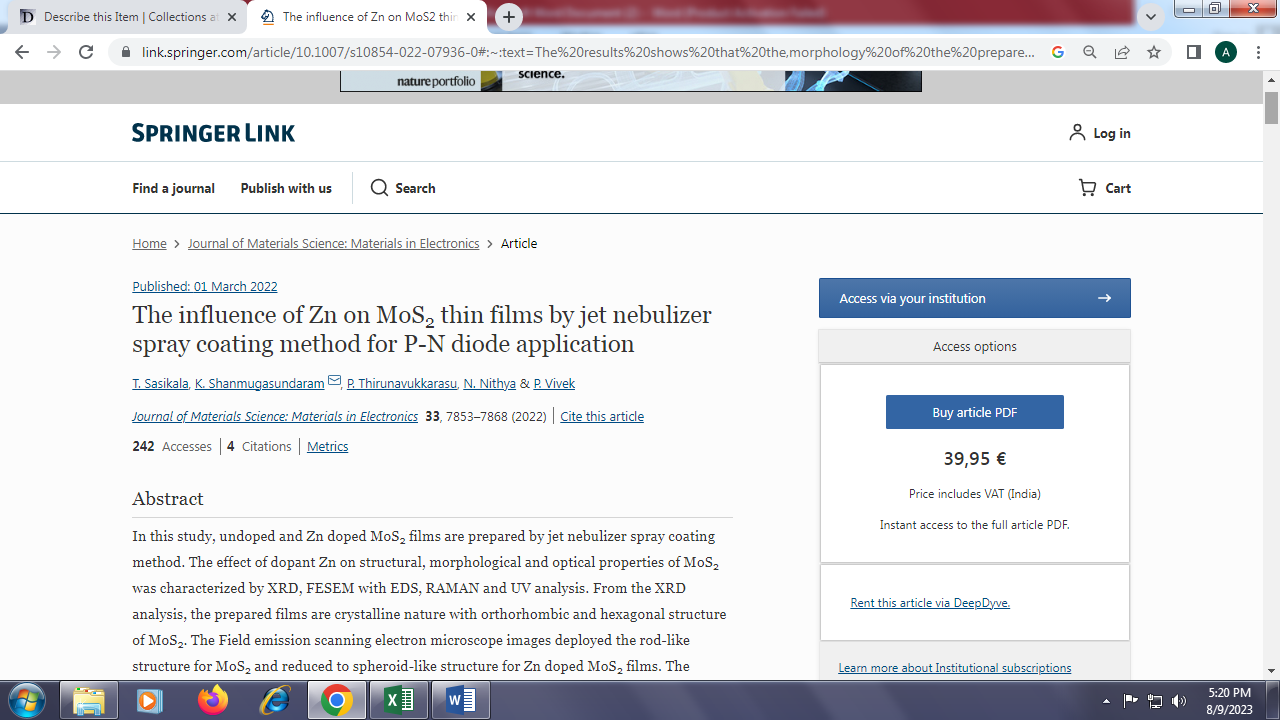 Describe this Item | Collections at
The influence of Zn on MoS2 thin
link.springer.com/article/10.1007/s10854-022-07936-0#:~:text=The%20results%20shows%20that%20the,morphology%20of%20the%20prepare...
A
nature portfolio
science.
SPRINGER LINK
Log in
Find a journal
Publish with us
Search
Cart
Home > Journal of Materials Science: Materials in Electronics > Article
Published: 01 March 2022
The influence of Zn on MoS₂ thin films by jet nebulizer
spray coating method for P-N diode application
T. Sasikala, K. Shanmugasundaram, P. Thirunavukkarasu, N. Nithya & P. Vivek
Journal of Materials Science: Materials in Electronics 33, 7853–7868 (2022) | Cite this article
242 Accesses | 4 Citations | Metrics
Abstract
In this study, undoped and Zn doped MoS₂ films are prepared by jet nebulizer spray coating
method. The effect of dopant Zn on structural, morphological and optical properties of MoS₂
was characterized by XRD, FESEM with EDS, RAMAN and UV analysis. From the XRD
analysis, the prepared films are crystalline nature with orthorhombic and hexagonal structure
of MoS₂. The Field emission scanning electron microscope images deployed the rod-like
structure for MoS₂ and reduced to spheroid-like structure for Zn doped MoS₂ films. The
Access via your institution
Access options
Buy article PDF
39,95 €
Price includes VAT (India)
Instant access to the full article PDF.
Rent this article via DeepDyve.
Learn more about Institutional subscriptions
5:20 PM
8/9/2023